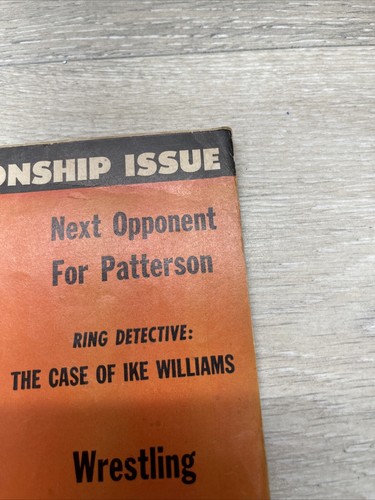 ONSHIP ISSUE
Next Opponent
For Patterson
RING DETECTIVE:
THE CASE OF IKE WILLIAMS
Wrestling